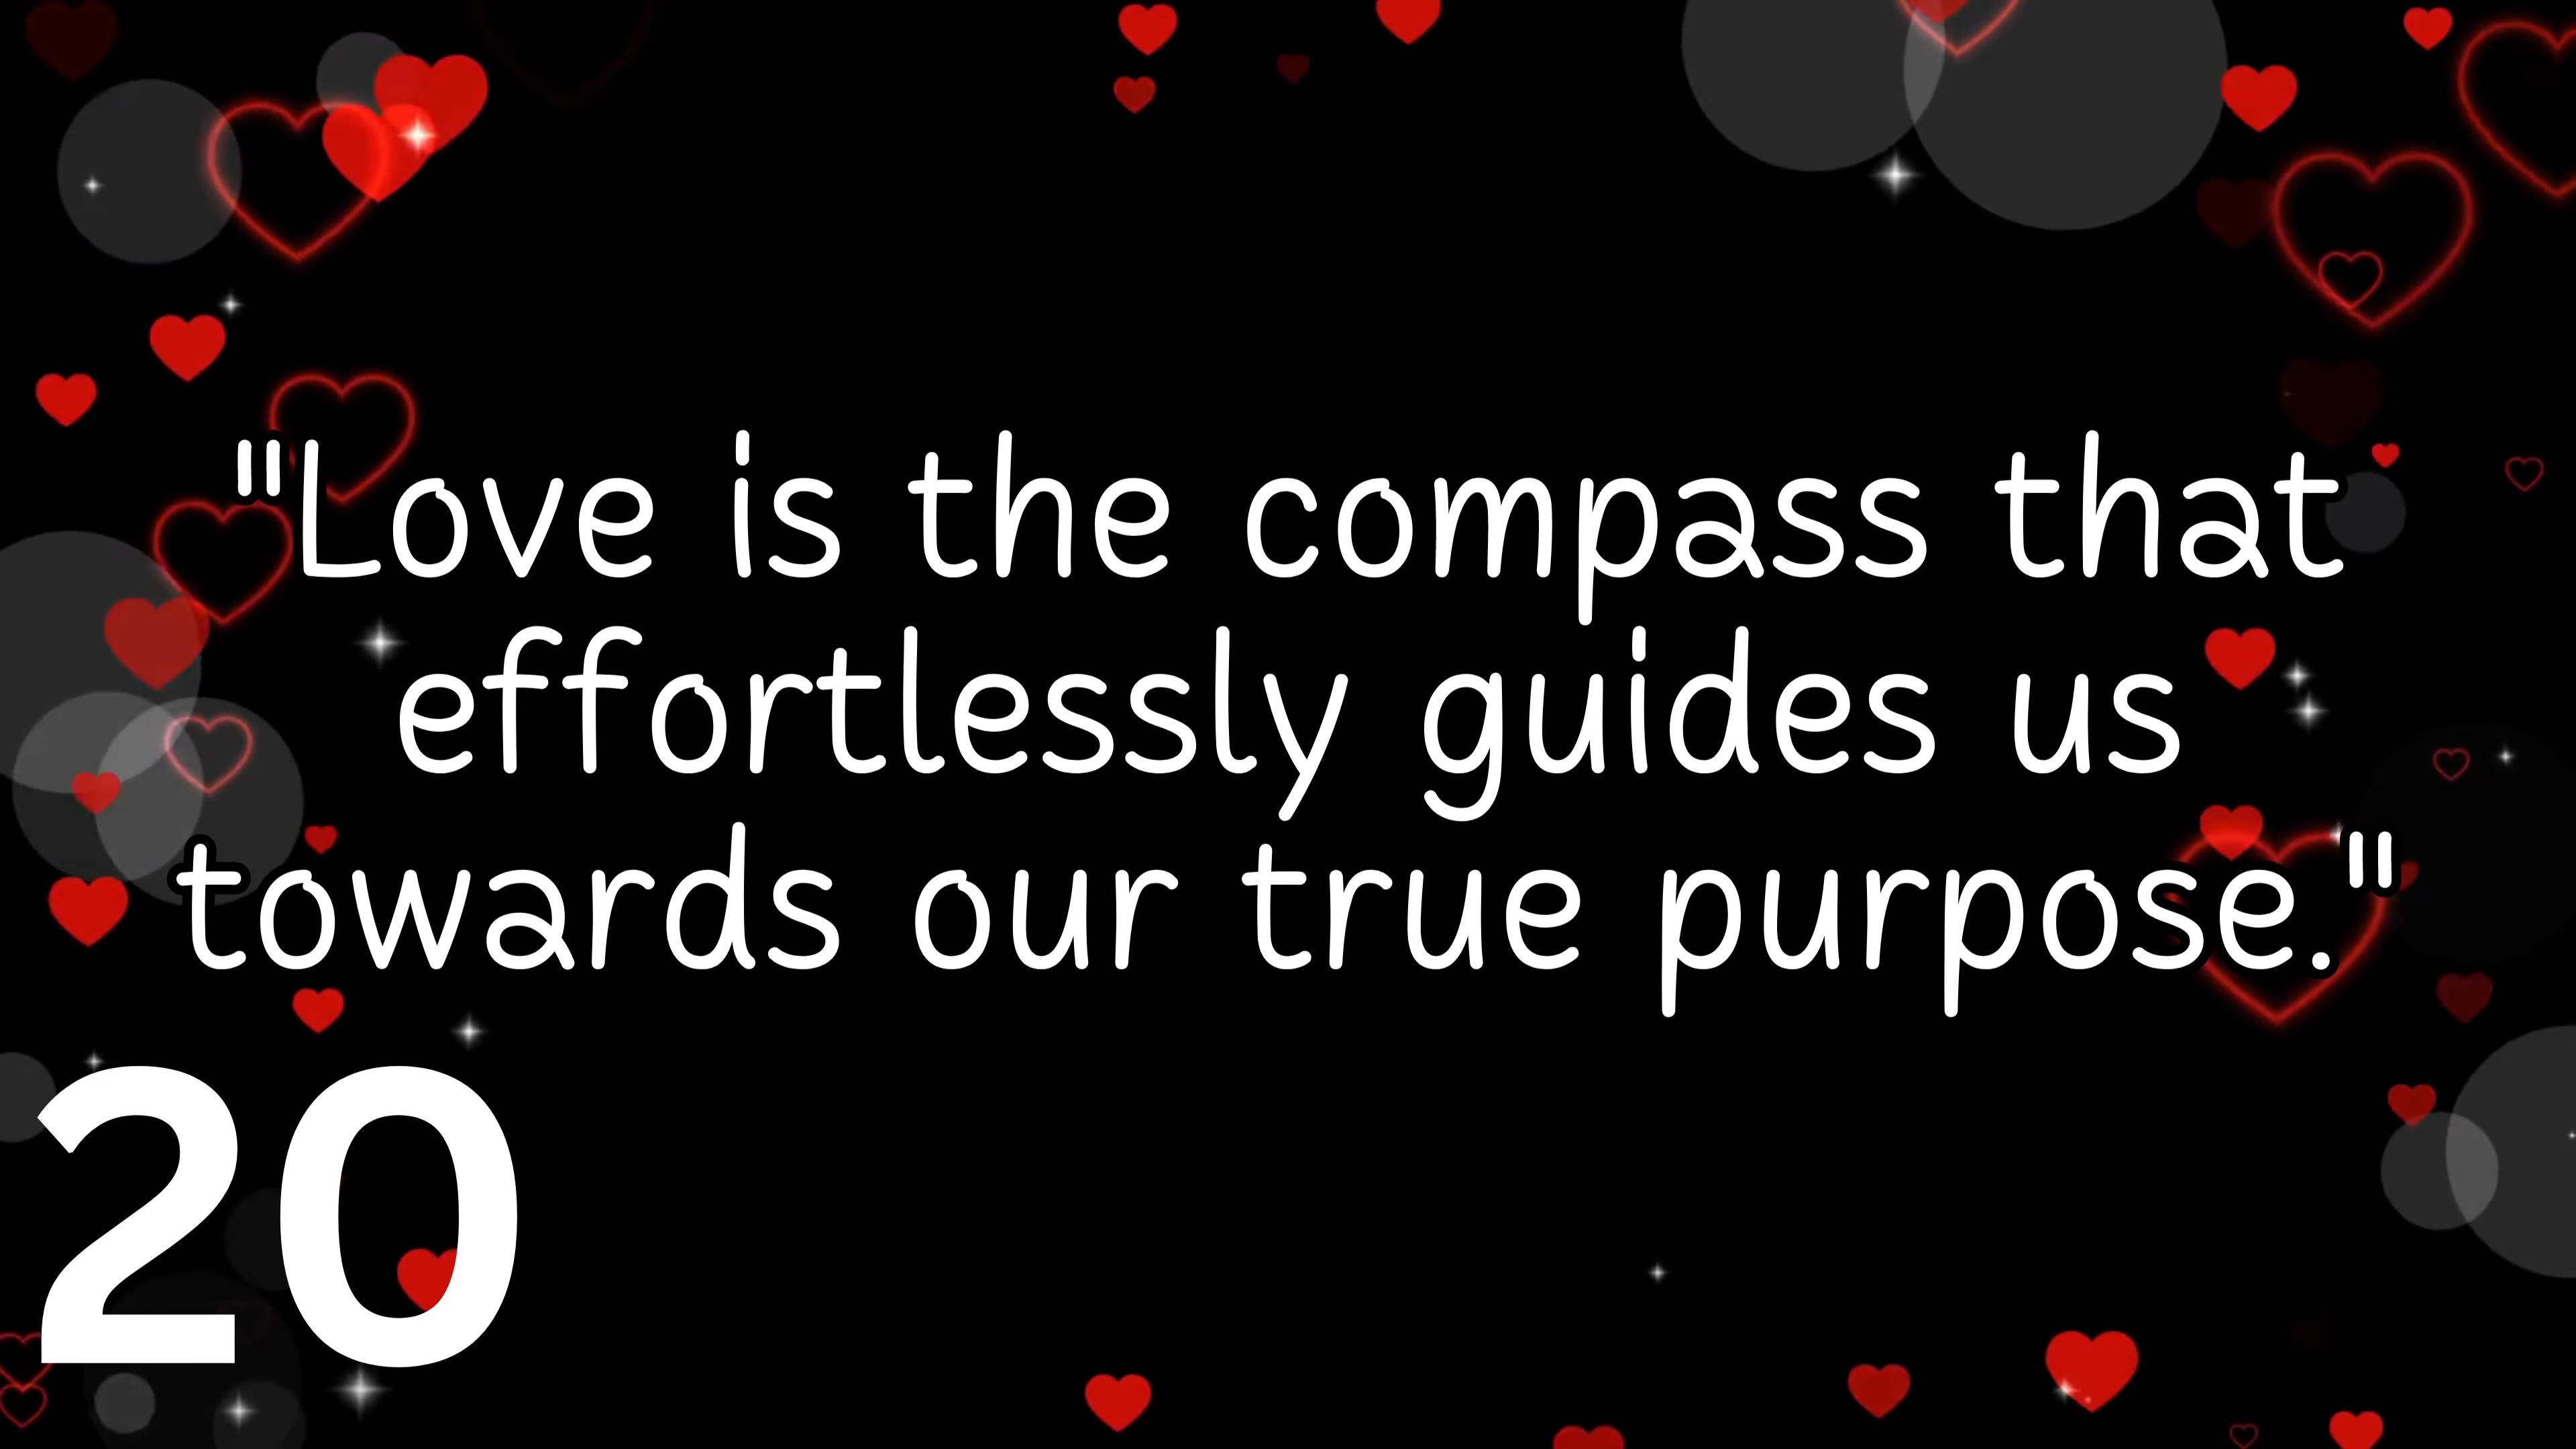 "Love is the compass that
effortlessly guides us
towards our true purpose."
20